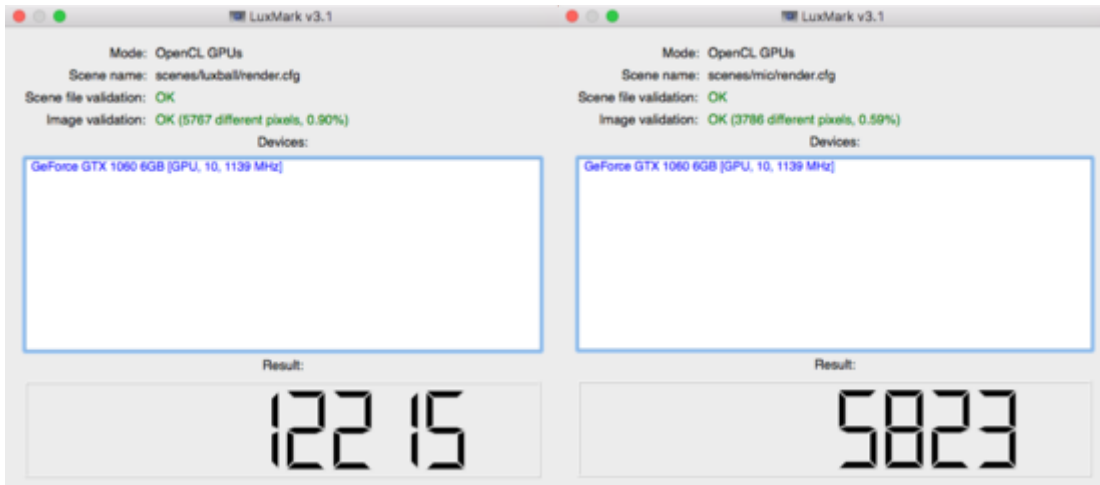 LuxMark v3.1
Mode: OpenCL GPUs
Scene name: scenes/luxball/render.cfg
Scene file validation: OK
Image validation: OK (5767 different pixels, 0.90%)
Devices:
GeForce GTX 1060 6GB [GPU, 10, 1139 MHz]
Result:
12215
LuxMark v3.1
Mode: OpenCL GPUs
Scene name: scenes/mic/render.cfg
Scene file validation: OK
Image validation: OK (3786 different pixels, 0.59%)
Devices:
GeForce GTX 1060 6GB [GPU, 10, 1139 MHz]
Result:
5823